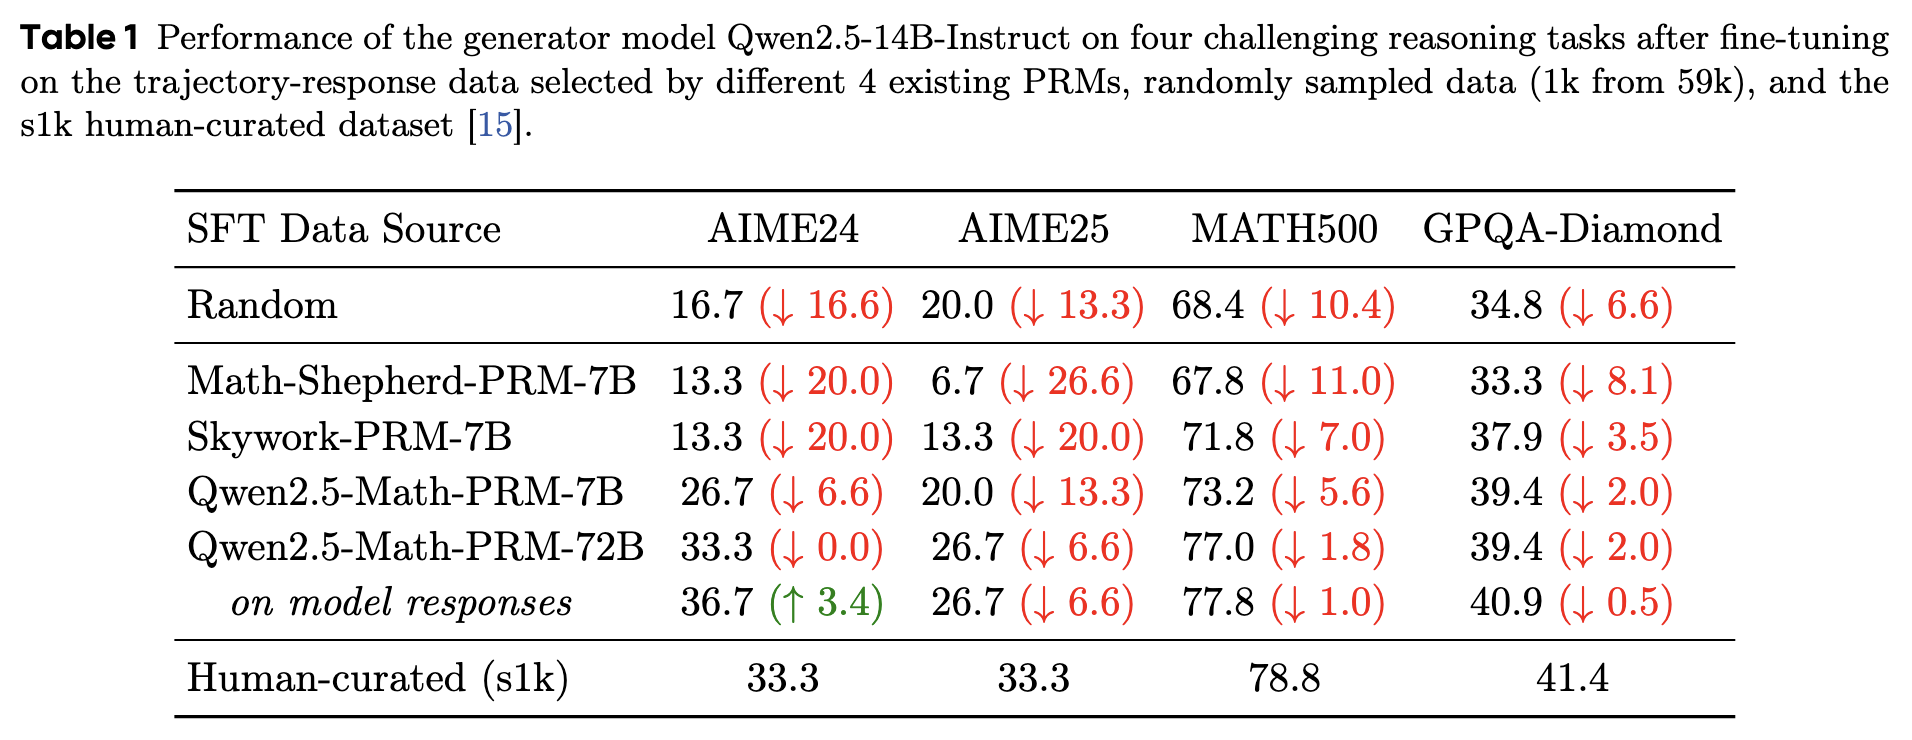 Table 1 Performance of the generator model Qwen2.5-14B-Instruct on four challenging reasoning tasks after fine-tuning
on the trajectory-response data selected by different 4 existing PRMs, randomly sampled data (1k from 59k), and the
s1k human-curated dataset [15].
SFT Data Source AIME24 AIME25 MATH500 GPQA-Diamond
Random 16.7 (↓ 16.6) 20.0 (↓ 13.3) 68.4 (↓ 10.4) 34.8 (↓ 6.6)
Math-Shepherd-PRM-7B 13.3 (↓ 20.0) 6.7 (↓ 26.6) 67.8 (↓ 11.0) 33.3 (↓ 8.1)
Skywork-PRM-7B 13.3 (↓ 20.0) 13.3 (↓ 20.0) 71.8 (↓ 7.0) 37.9 (↓ 3.5)
Qwen2.5-Math-PRM-7B 26.7 (↓ 6.6) 20.0 (↓ 13.3) 73.2 (↓ 5.6) 39.4 (↓ 2.0)
Qwen2.5-Math-PRM-72B 33.3 (↓ 0.0) 26.7 (↓ 6.6) 77.0 (↓ 1.8) 39.4 (↓ 2.0)
on model responses 36.7 (↑ 3.4) 26.7 (↓ 6.6) 77.8 (↓ 1.0) 40.9 (↓ 0.5)
Human-curated (s1k) 33.3 33.3 78.8 41.4